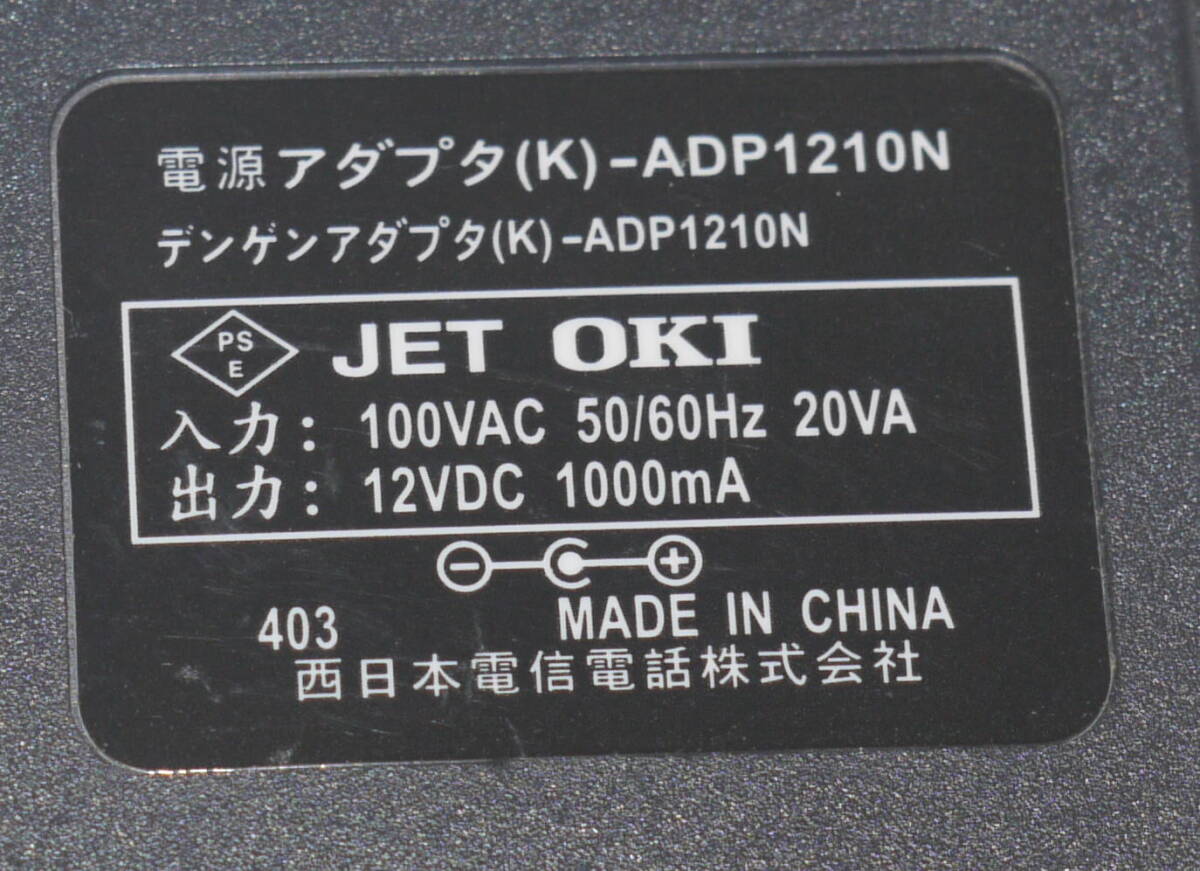 電源アダプタ(K)-ADP1210N
デンゲンアダプタ(K)-ADP1210N
PS E JET OKI
入力: 100VAC 50/60Hz 20VA
出力: 12VDC 1000mA
403 MADE IN CHINA
西日本電信電話株式会社